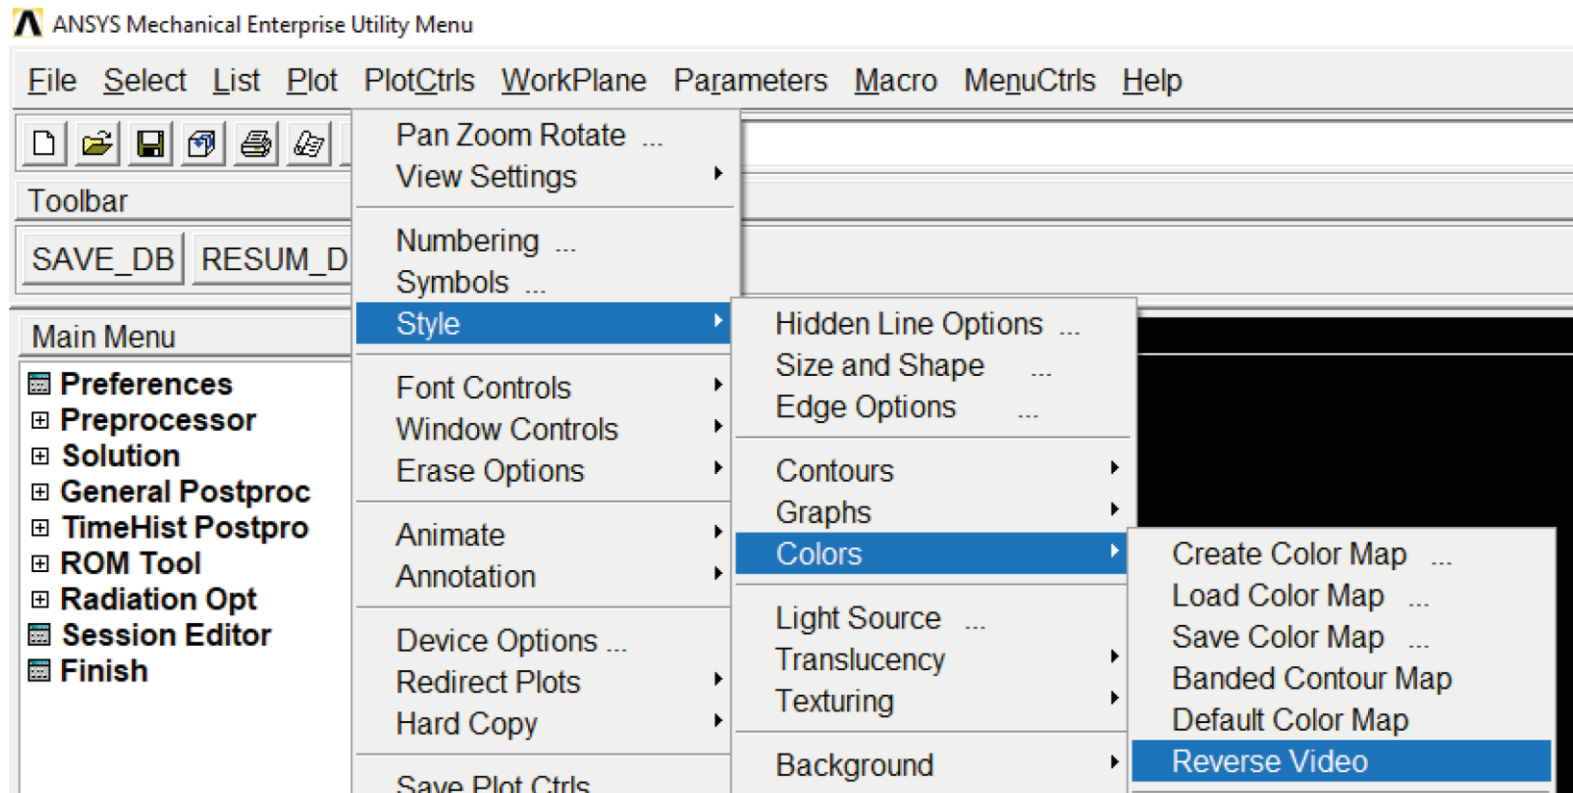 ANSYS Mechanical Enterprise Utility Menu
File Select List Plot PlotCtrls WorkPlane Parameters Macro MenuCtrls Help
Toolbar
SAVE_DB RESUM_D
Main Menu
Preferences
Preprocessor
Solution
General Postproc
TimeHist Postpro
ROM Tool
Radiation Opt
Session Editor
Finish
Pan Zoom Rotate ...
View Settings
Numbering ...
Symbols ...
Style
Font Controls
Window Controls
Erase Options
Animate
Annotation
Device Options ...
Redirect Plots
Hard Copy
Save Plot Ctrls
Hidden Line Options ...
Size and Shape ...
Edge Options ...
Contours
Graphs
Colors
Light Source ...
Translucency
Texturing
Background
Create Color Map ...
Load Color Map ...
Save Color Map ...
Banded Contour Map
Default Color Map
Reverse Video